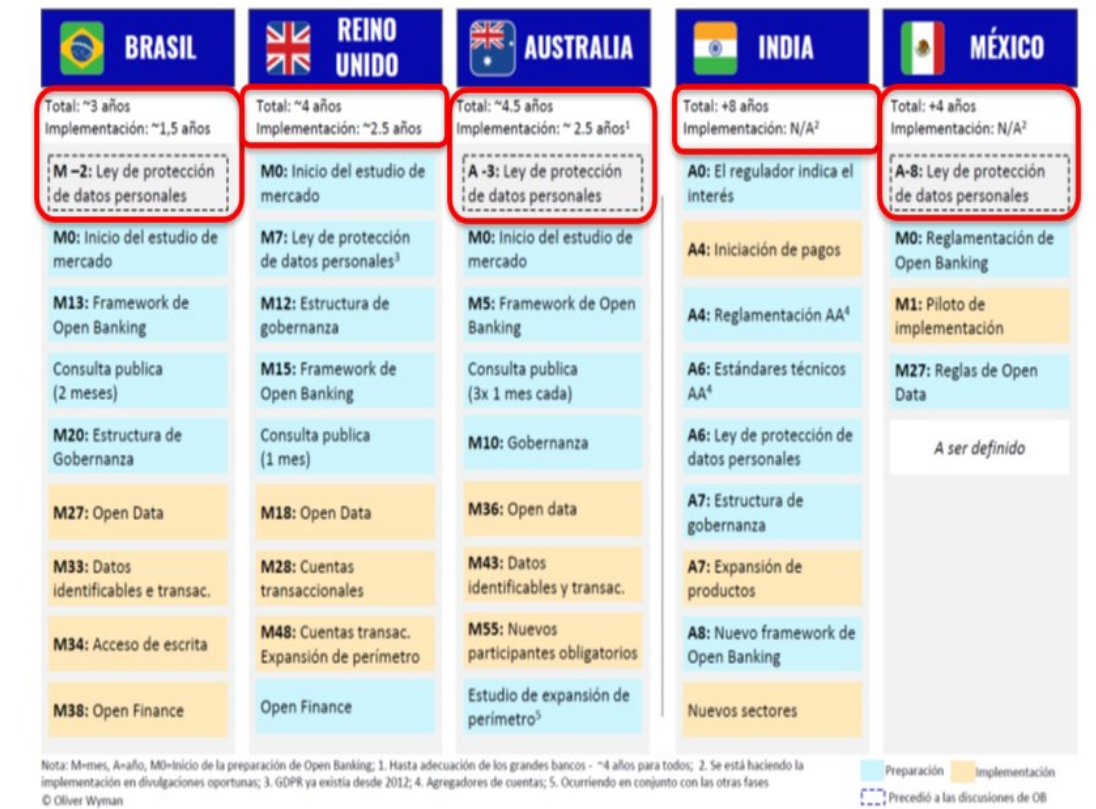 BRASIL
Total: ~3 años
Implementación: ~1,5 años
M –2: Ley de protección
de datos personales
M0: Inicio del estudio de
mercado
M13: Framework de
Open Banking
Consulta publica
(2 meses)
M20: Estructura de
Gobernanza
M27: Open Data
M33: Datos
identificables e transac.
M34: Acceso de escrita
M38: Open Finance
REINO
UNIDO
Total: ~4 años
Implementación: ~2.5 años
M0: Inicio del estudio de
mercado
M7: Ley de protección
de datos personales³
M12: Estructura de
gobernanza
M15: Framework de
Open Banking
Consulta publica
(1 mes)
M18: Open Data
M28: Cuentas
transaccionales
M48: Cuentas transac.
Expansión de perímetro
Open Finance
AUSTRALIA
Total: ~4.5 años
Implementación: ~ 2.5 años¹
A -3: Ley de protección
de datos personales
M0: Inicio del estudio de
mercado
M5: Framework de Open
Banking
Consulta publica
(3x 1 mes cada)
M10: Gobernanza
M36: Open data
M43: Datos
identificables y transac.
M55: Nuevos
participantes obligatorios
Estudio de expansión de
perímetro⁵
INDIA
Total: +8 años
Implementación: N/A²
A0: El regulador indica el
interés
A4: Iniciación de pagos
A4: Reglamentación AA⁴
A6: Estándares técnicos
AA⁴
A6: Ley de protección de
datos personales
A7: Estructura de
gobernanza
A7: Expansión de
productos
A8: Nuevo framework de
Open Banking
Nuevos sectores
MÉXICO
Total: +4 años
Implementación: N/A²
A-8: Ley de protección
de datos personales
M0: Reglamentación de
Open Banking
M1: Piloto de
implementación
M27: Reglas de Open
Data
A ser definido
Nota: M=mes, A=año, M0=Inicio de la preparación de Open Banking; 1. Hasta adecuación de los grandes bancos - ~4 años para todos; 2. Se está haciendo la
implementación en divulgaciones oportunas; 3. GDPR ya existia desde 2012; 4. Agregadores de cuentas; 5. Ocurriendo en conjunto con las otras fases
© Oliver Wyman
Preparación
Implementación
Precedió a las discusiones de OB